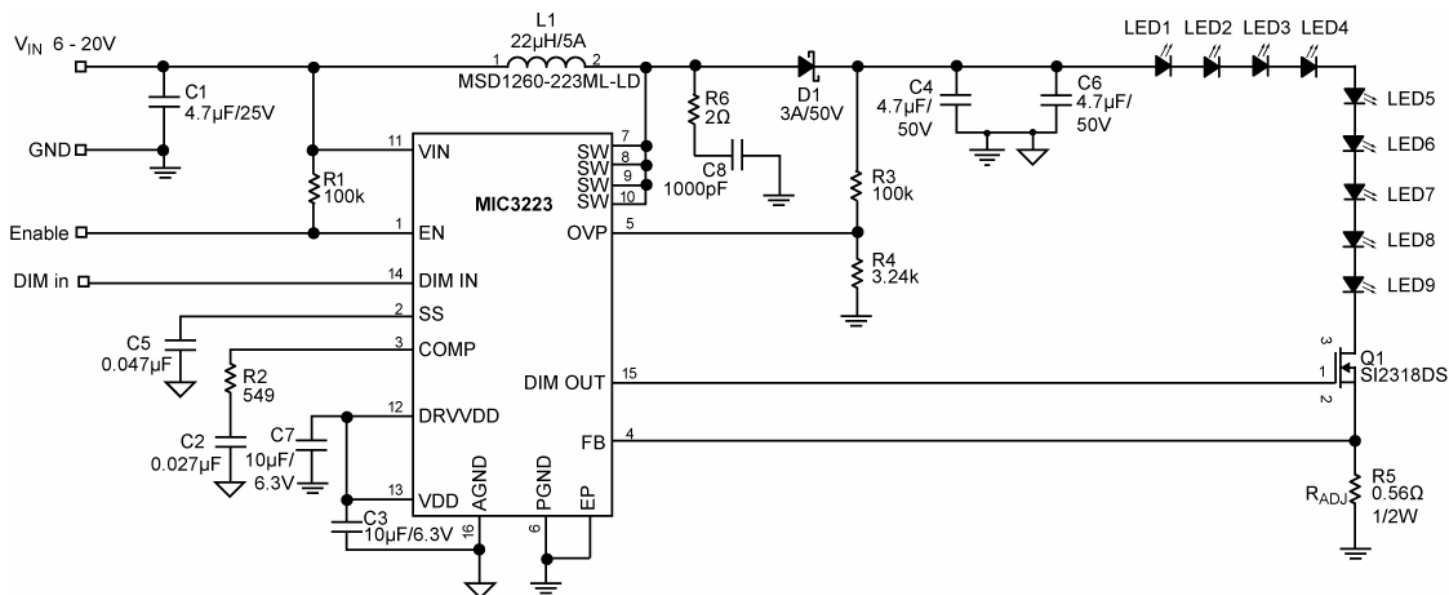 L1
22µH/5A
1
2
MSD1260-223ML-LD
VIN 6 - 20V
C1
4.7µF/25V
GND
R1
100k
Enable
DIM in
11
VIN
1
EN
14
DIM IN
2
SS
3
COMP
12
DRVVDD
13
VDD
MIC3223
SW
7
SW
8
SW
9
SW
10
OVP
5
DIM OUT
15
FB
4
AGND
16
PGND
6
EP
C5
0.047µF
R2
549
C2
0.027µF
C7
10µF/
6.3V
C3
10µF/6.3V
R6
2Ω
C8
1000pF
D1
3A/50V
R3
100k
R4
3.24k
C4
4.7µF/
50V
C6
4.7µF/
50V
LED1
LED2
LED3
LED4
LED5
LED6
LED7
LED8
LED9
3
1
2
Q1
SI2318DS
RADJ
R5
0.56Ω
1/2W